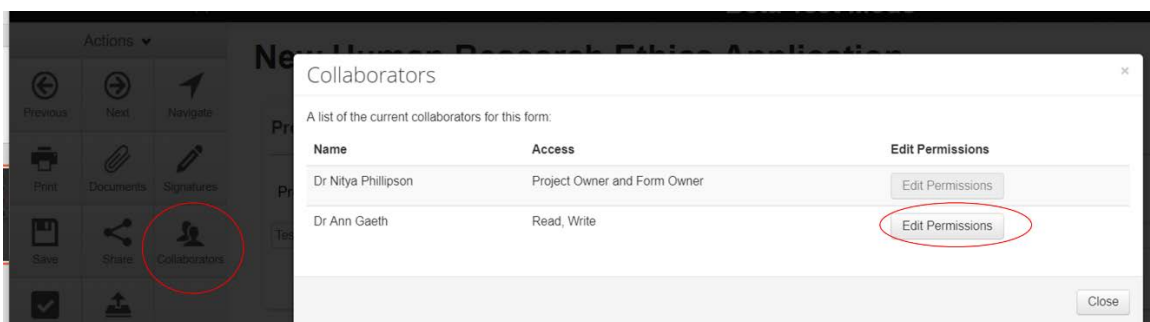 Actions
New Human Research Ethics Application
Previous Next Navigate
Print Documents Signatures
Save Share Collaborators
Collaborators ×
A list of the current collaborators for this form:
Name Access Edit Permissions
Dr Nitya Phillipson Project Owner and Form Owner Edit Permissions
Dr Ann Gaeth Read, Write Edit Permissions
Close